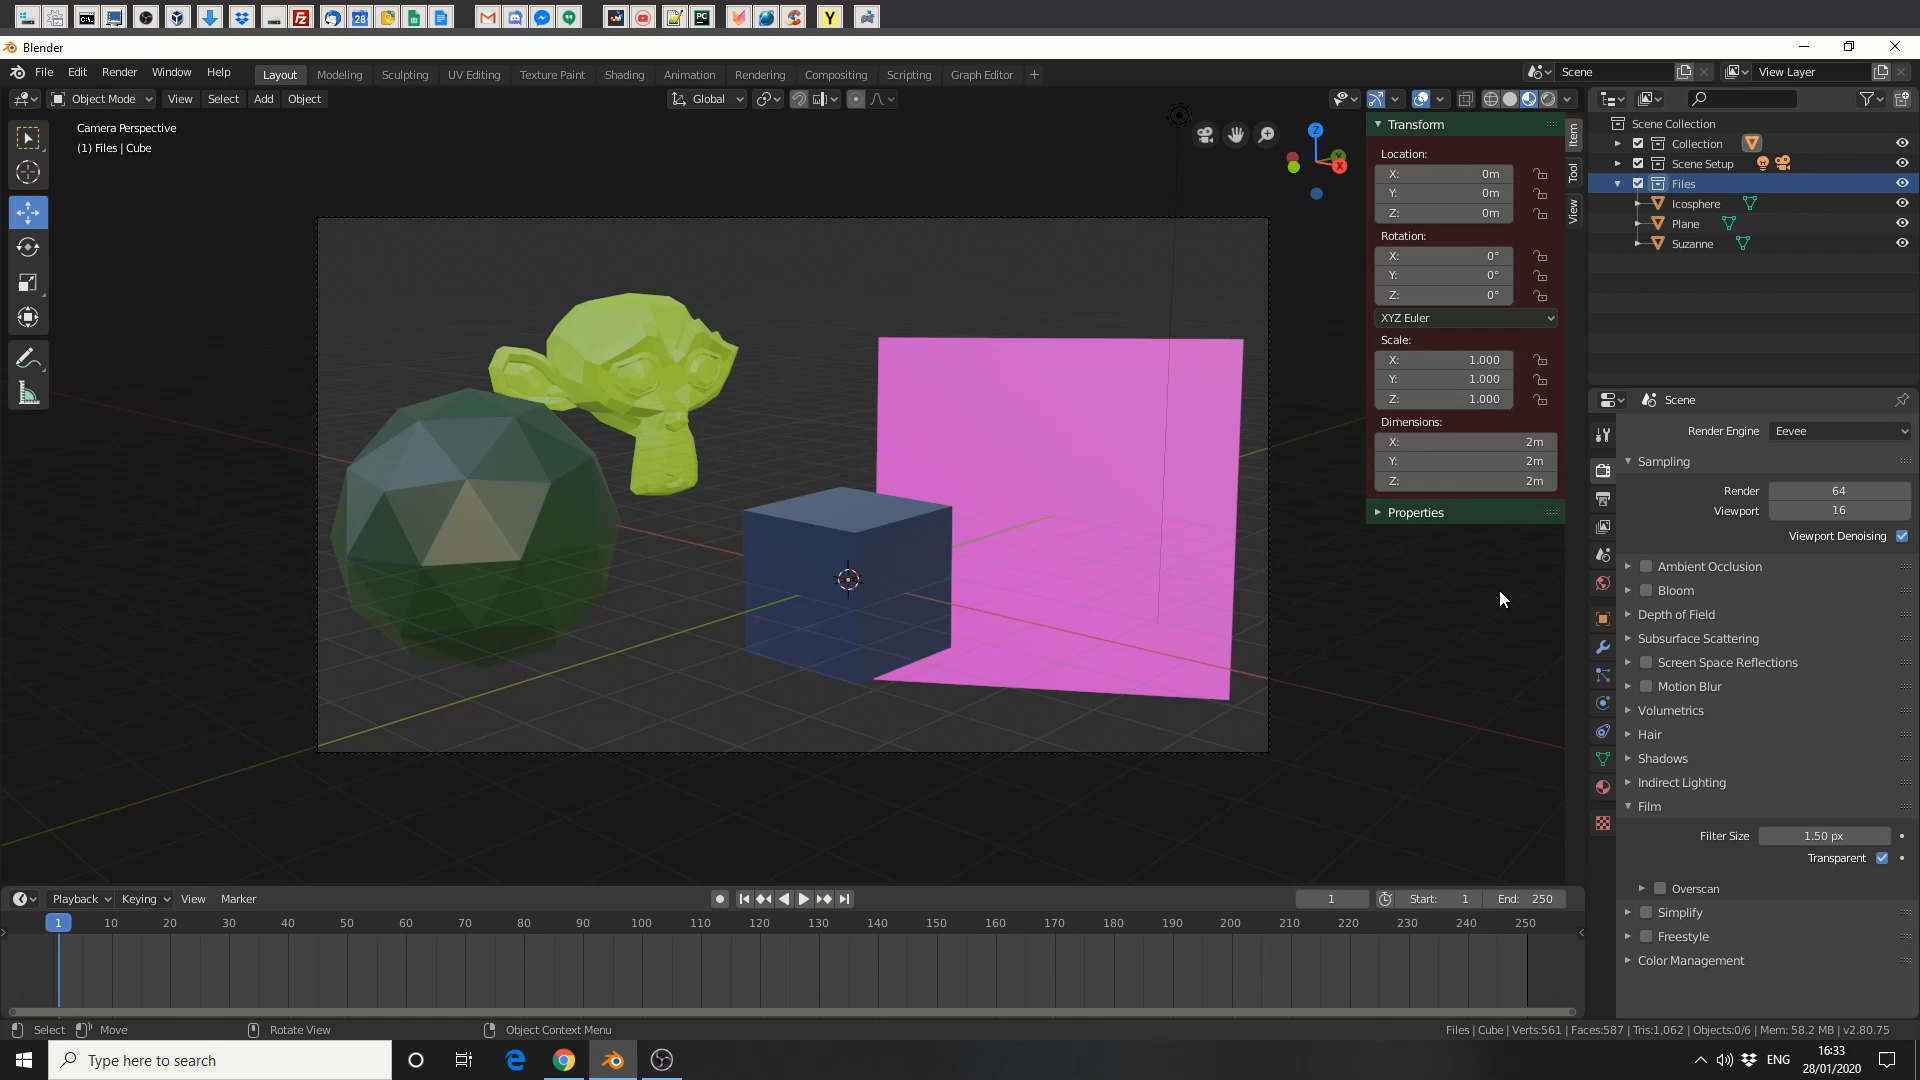 28
Y
PC
Blender
File Edit Render Window Help Layout Modeling Sculpting UV Editing Texture Paint Shading Animation Rendering Compositing Scripting Graph Editor + Scene View Layer
Object Mode View Select Add Object Global
Camera Perspective
(1) Files | Cube
Z
X
Y
Transform
Location:
X: 0m
Y: 0m
Z: 0m
Rotation:
X: 0°
Y: 0°
Z: 0°
XYZ Euler
Scale:
X: 1.000
Y: 1.000
Z: 1.000
Dimensions:
X: 2m
Y: 2m
Z: 2m
Properties
Item
Tool
View
Scene Collection
Collection
Scene Setup
Files
Icosphere
Plane
Suzanne
Scene
Render Engine Eevee
Sampling
Render 64
Viewport 16
Viewport Denoising
Ambient Occlusion
Bloom
Depth of Field
Subsurface Scattering
Screen Space Reflections
Motion Blur
Volumetrics
Hair
Shadows
Indirect Lighting
Film
Filter Size 1.50 px
Transparent
Overscan
Simplify
Freestyle
Color Management
Playback Keying View Marker 1 Start: 1 End: 250
1 10 20 30 40 50 60 70 80 90 100 110 120 130 140 150 160 170 180 190 200 210 220 230 240 250
Select Move Rotate View Object Context Menu Files | Cube | Verts:561 | Faces:587 | Tris:1,062 | Objects:0/6 | Mem: 58.2 MB | v2.80.75
Type here to search ENG 16:33
28/01/2020